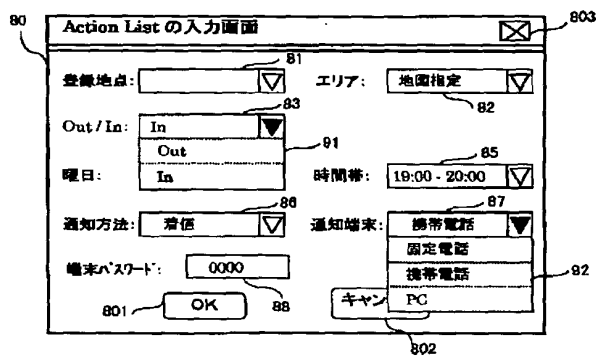 80
Action List の入力画面
803
81
登録地点:
エリア: 地図指定
82
83
Out / In: In
Out
In
91
85
曜日:
時間帯: 19:00 - 20:00
86
通知方法: 着信
87
通知端末: 携帯電話
固定電話
携帯電話
PC
92
端末パスワード: 0000
88
801
OK
キャン
802